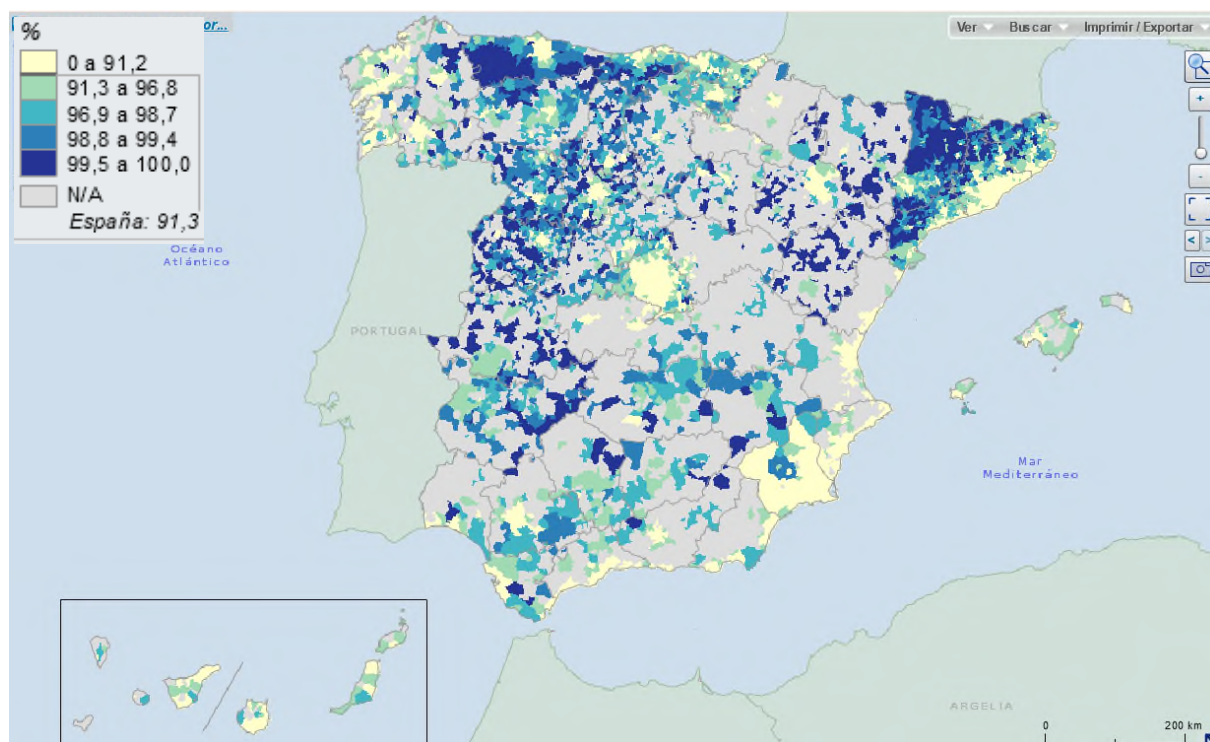 or...
Ver Buscar Imprimir / Exportar
%
0 a 91,2
91,3 a 96,8
96,9 a 98,7
98,8 a 99,4
99,5 a 100,0
N/A
España: 91,3
+
-
< >
Océano
Atlántico
PORTUGAL
Mar
Mediterráneo
ARGELIA
0 200 km